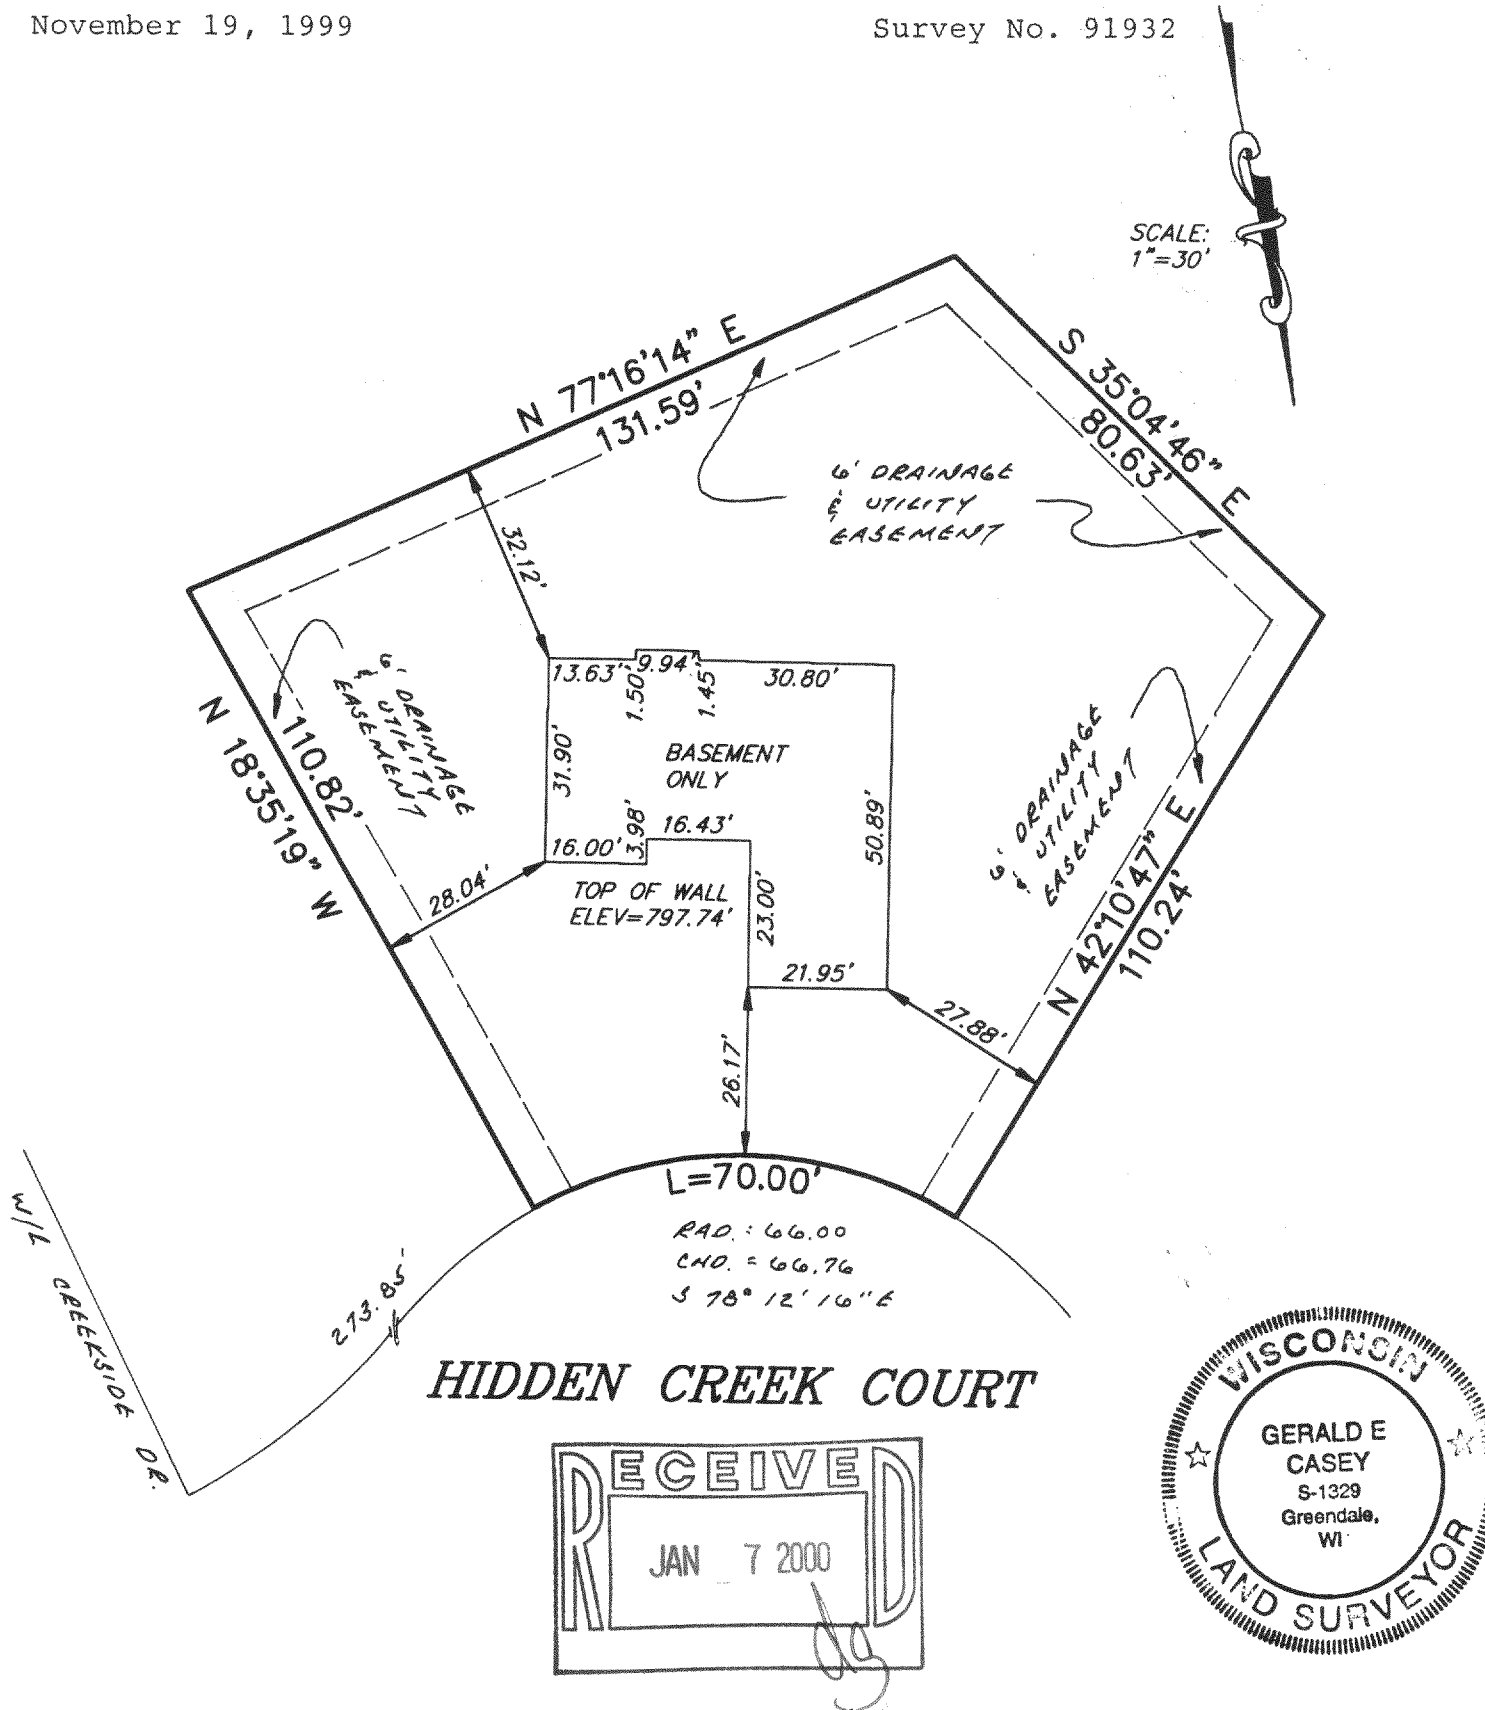 November 19, 1999
Survey No. 91932
SCALE:
1"=30'
N 77°16'14" E
131.59'
S 35°04'46" E
80.63'
6' DRAINAGE
& UTILITY
EASEMENT
32.12'
6' DRAINAGE
& UTILITY
EASEMENT
N 18°35'19" W
110.82'
13.63'
1.50'
9.94'
1.45'
30.80'
31.90'
BASEMENT
ONLY
16.00'
3.98'
16.43'
50.89'
TOP OF WALL
ELEV=797.74'
23.00'
21.95'
28.04'
27.88'
26.17'
6' DRAINAGE
& UTILITY
EASEMENT
N 42°10'47" E
110.24'
L=70.00'
RAD. : 66.00
CHD. = 66.76
S 78° 12' 16" E
273.85'
W/L CREEKSIDE DR.
HIDDEN CREEK COURT
RECEIVED
JAN 7 2000
WISCONSIN
GERALD E
CASEY
S-1329
Greendale,
WI
LAND SURVEYOR